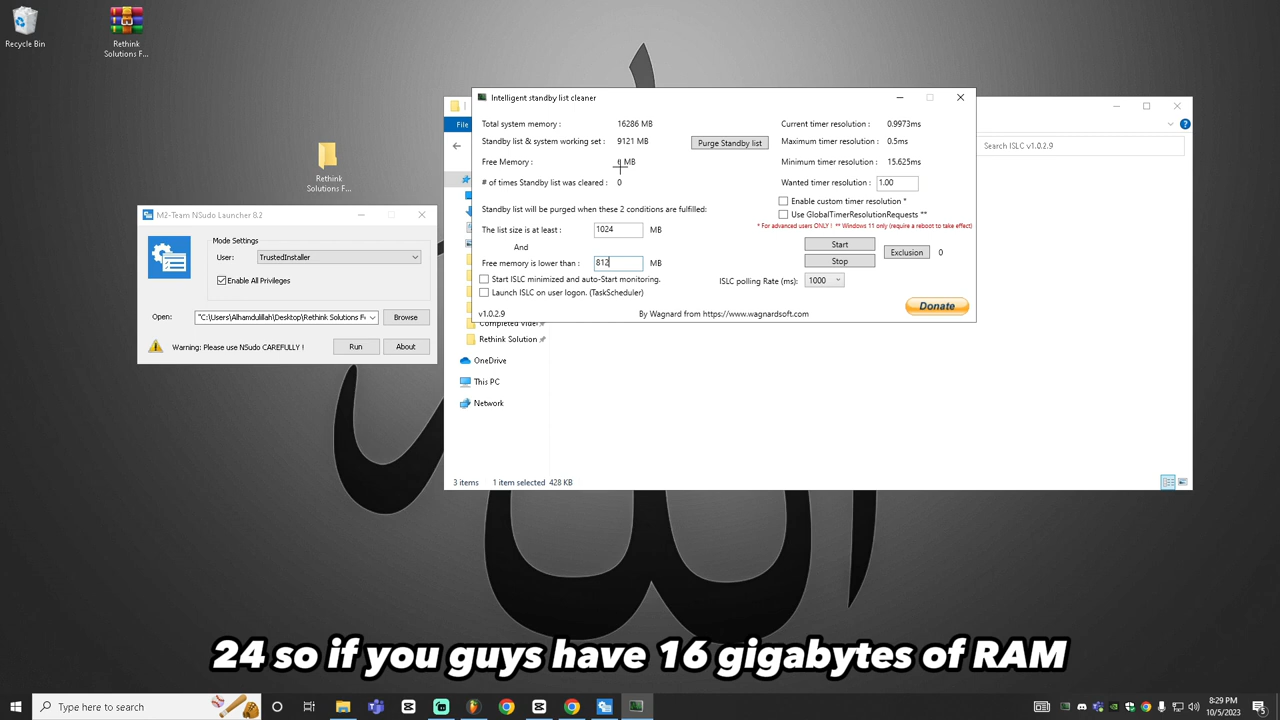 Recycle Bin
Rethink
Solutions F...
Rethink
Solutions F...
M2-Team NSudo Launcher 8.2
Mode Settings
User:
TrustedInstaller
Enable All Privileges
Open:
"C:\Users\Alhamdulillah\Desktop\Rethink Solutions F
Browse
Warning: Please use NSudo CAREFULLY !
Run
About
File
Search ISLC v1.0.2.9
Intelligent standby list cleaner
Total system memory :
16286 MB
Standby list & system working set :
9121 MB
Purge Standby list
Free Memory :
MB
# of times Standby list was cleared :
0
Standby list will be purged when these 2 conditions are fulfilled:
The list size is at least :
1024
MB
And
Free memory is lower than :
812
MB
Start ISLC minimized and auto-Start monitoring.
Launch ISLC on user logon. (TaskScheduler)
v1.0.2.9
By Wagnard from https://www.wagnardsoft.com
Current timer resolution :
0.9973ms
Maximum timer resolution :
0.5ms
Minimum timer resolution :
15.625ms
Wanted timer resolution :
1.00
Enable custom timer resolution *
Use GlobalTimerResolutionRequests **
* For advanced users ONLY ! ** Windows 11 only (require a reboot to take effect)
Start
Stop
Exclusion
0
ISLC polling Rate (ms):
1000
Donate
Rethink Solution
OneDrive
This PC
Network
3 items
1 item selected
428 KB
24 so if you guys have 16 gigabytes of RAM
Type here to search
8:29 PM
10/5/2023